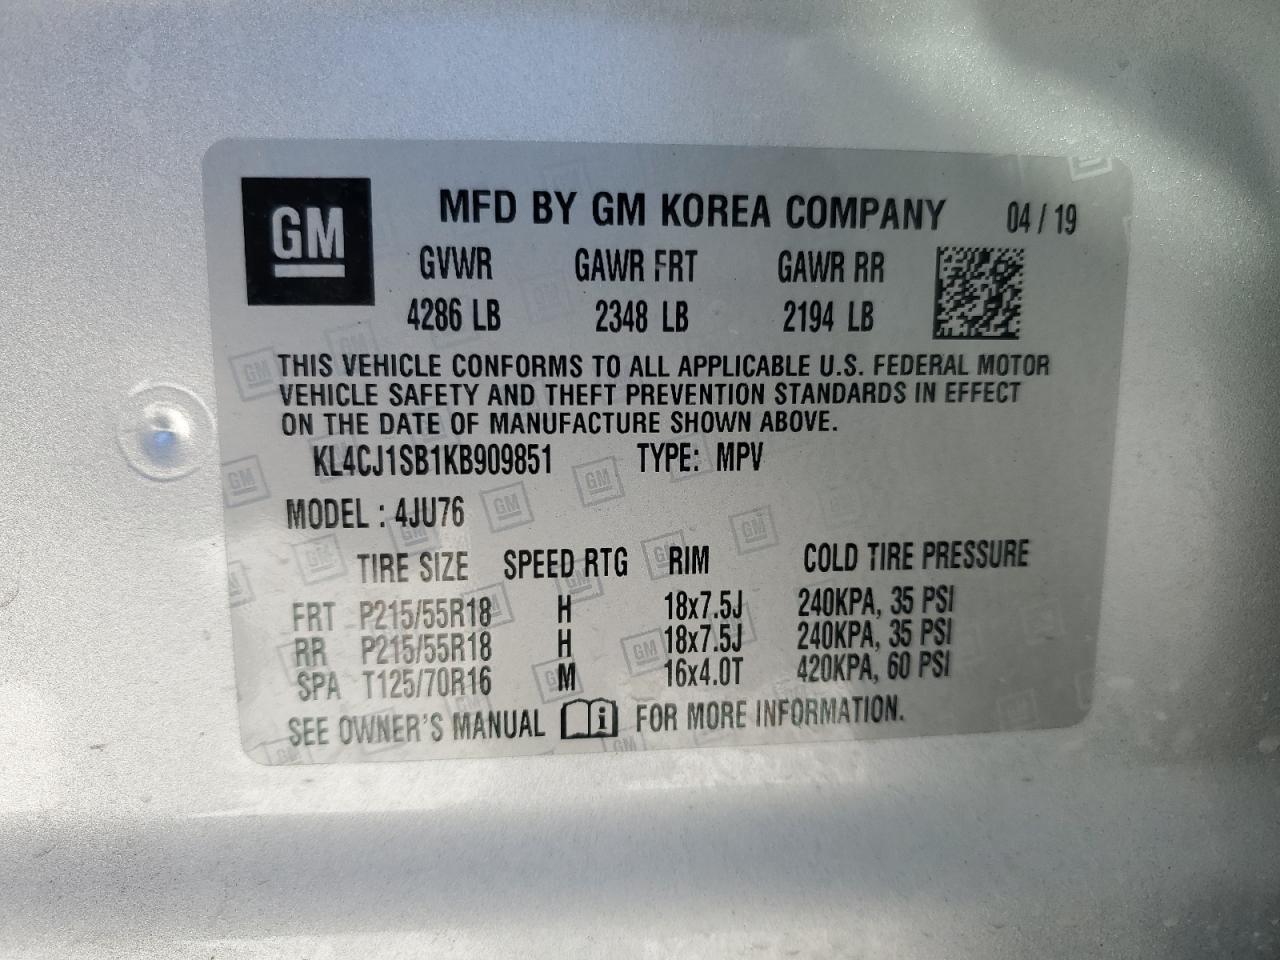 GM MFD BY GM KOREA COMPANY 04 / 19
GVWR GAWR FRT GAWR RR
4286 LB 2348 LB 2194 LB
THIS VEHICLE CONFORMS TO ALL APPLICABLE U.S. FEDERAL MOTOR
VEHICLE SAFETY AND THEFT PREVENTION STANDARDS IN EFFECT
ON THE DATE OF MANUFACTURE SHOWN ABOVE.
KL4CJ1SB1KB909851 TYPE: MPV
MODEL : 4JU76
TIRE SIZE SPEED RTG RIM COLD TIRE PRESSURE
FRT P215/55R18 H 18x7.5J 240KPA, 35 PSI
RR P215/55R18 H 18x7.5J 240KPA, 35 PSI
SPA T125/70R16 M 16x4.0T 420KPA, 60 PSI
SEE OWNER'S MANUAL i FOR MORE INFORMATION.